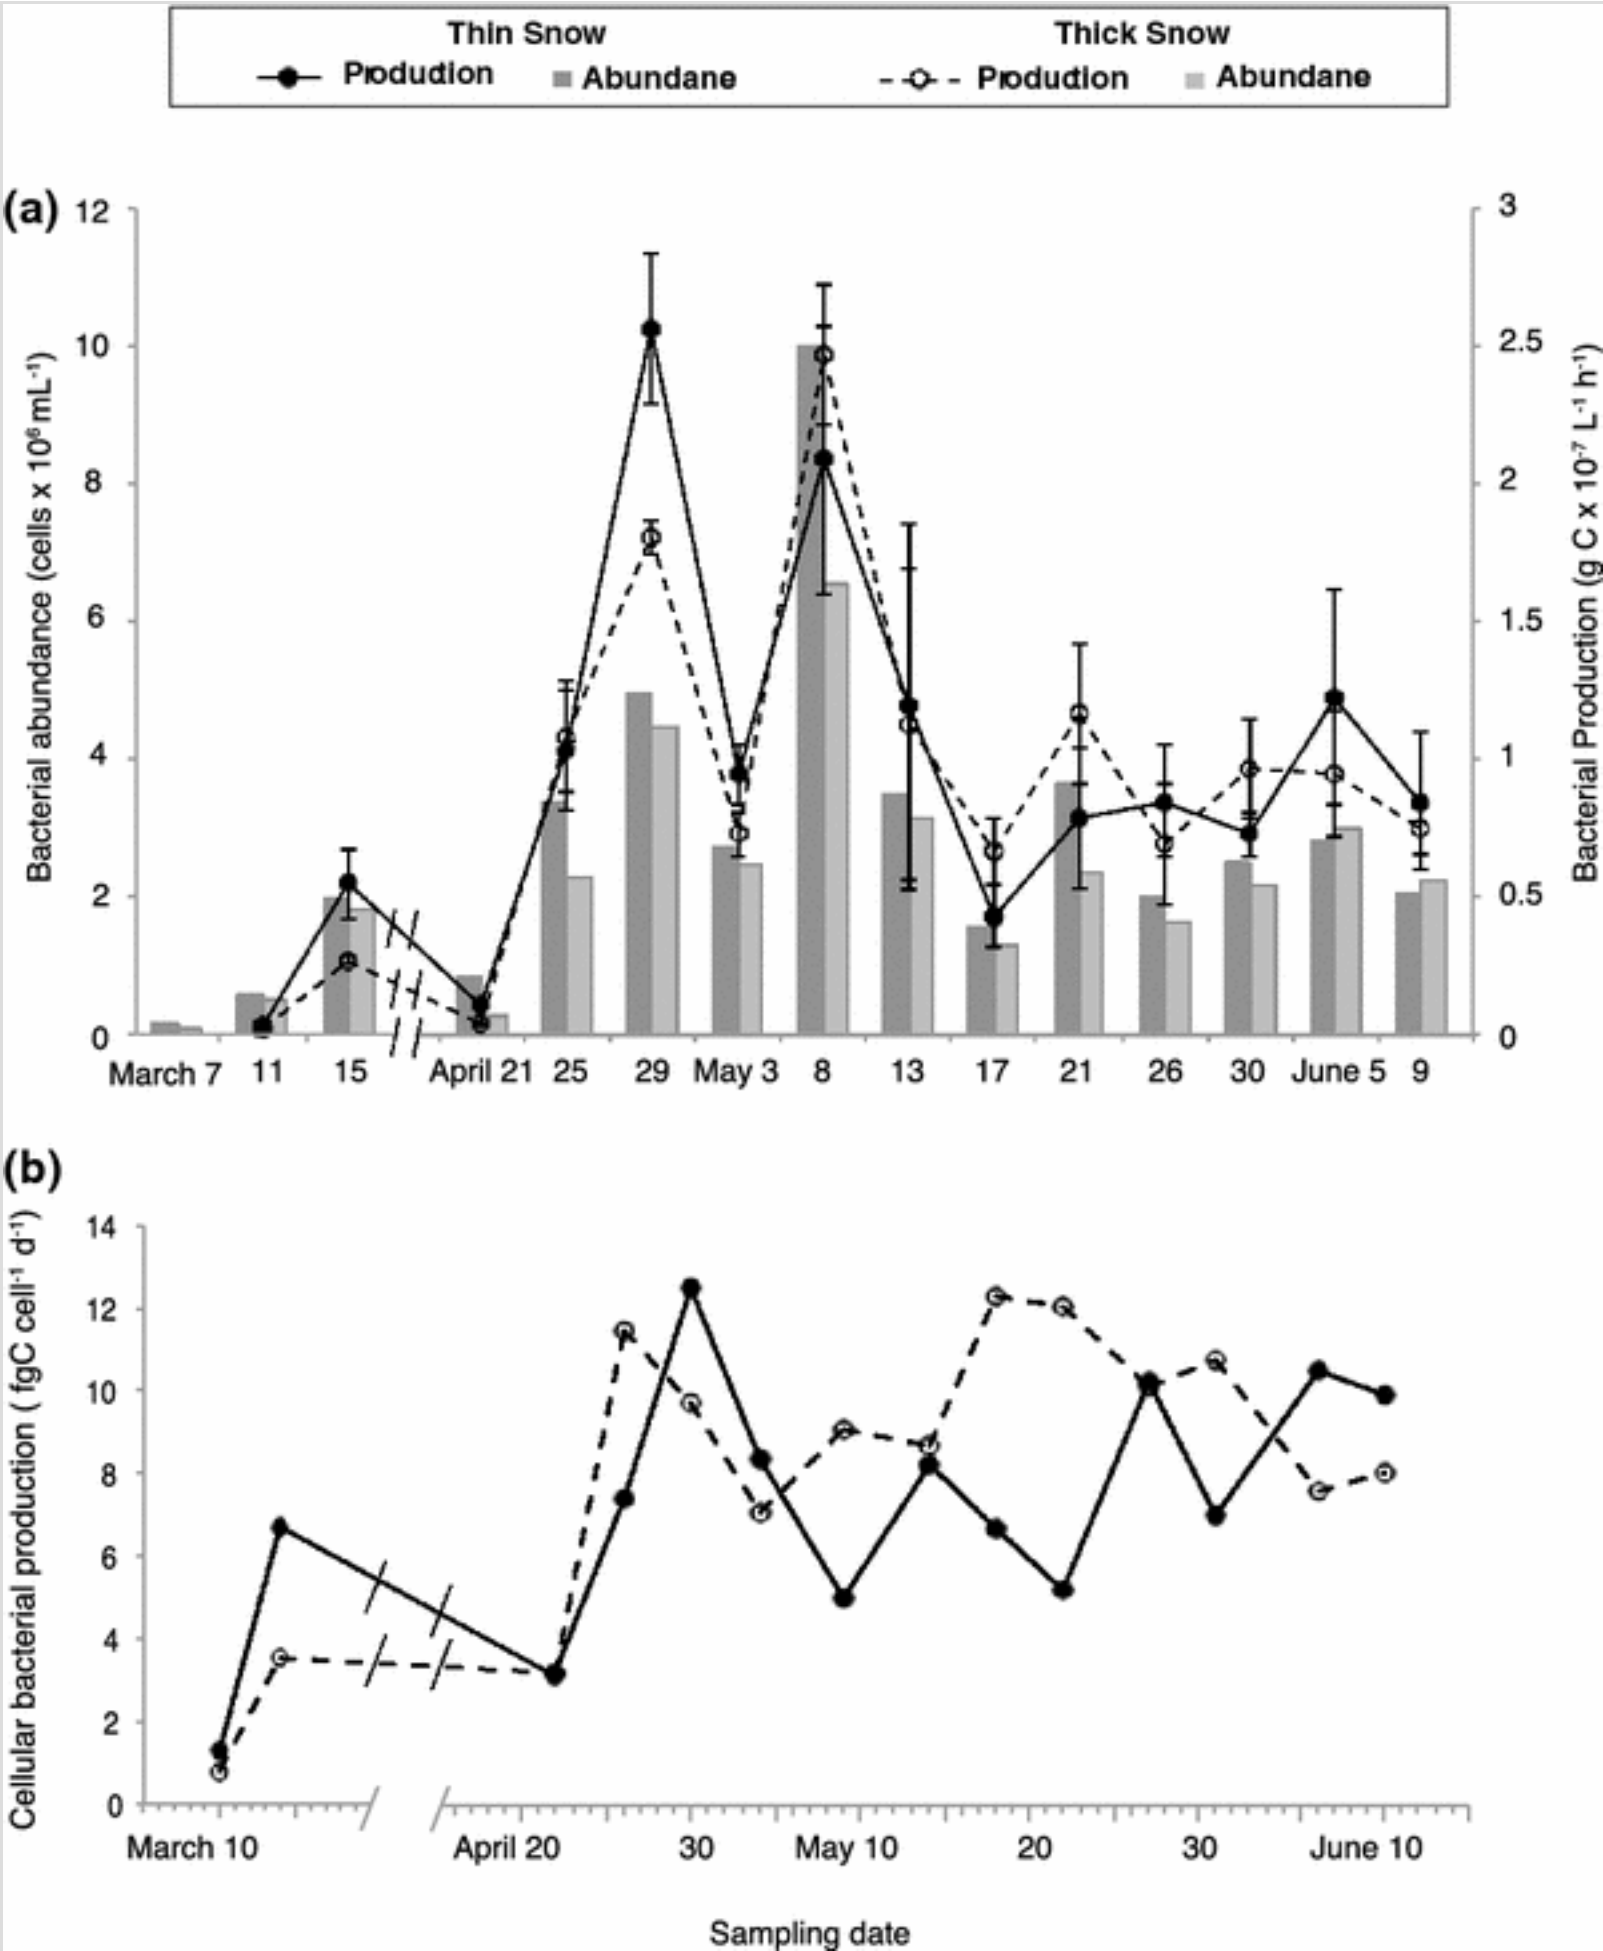 Thin Snow Thick Snow
Prodution Abundane Prodution Abundane
(a)
12
10
8
6
4
2
0
Bacterial abundance (cells x 10⁶ mL⁻¹)
3
2.5
2
1.5
1
0.5
0
Bacterial Production (g C x 10⁻⁷ L⁻¹ h⁻¹)
March 7 11 15 April 21 25 29 May 3 8 13 17 21 26 30 June 5 9
(b)
14
12
10
8
6
4
2
0
Cellular bacterial production ( fgC cell⁻¹ d⁻¹)
March 10 April 20 30 May 10 20 30 June 10
Sampling date